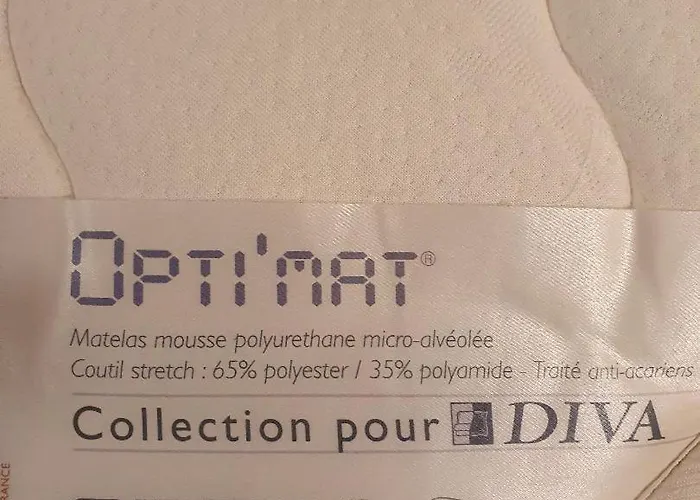 OPTI'MAT®
Matelas mousse polyurethane micro-alvéolée
Coutil stretch : 65% polyester / 35% polyamide - Traité anti-acariens
Collection pour DIVA
RANCE